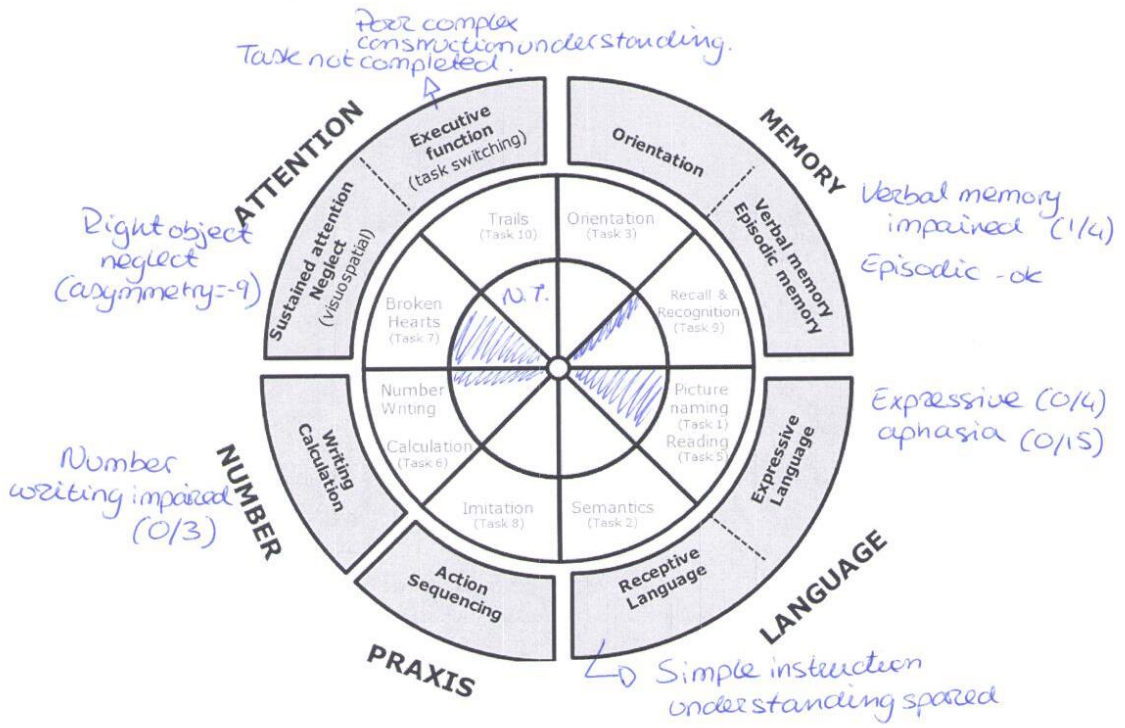 Poor complex
construction understanding.
Task not completed.
ATTENTION
Executive
function
(task switching)
Sustained attention
Neglect
(visuospatial)
Right object
neglect
(asymmetry=-9)
MEMORY
Orientation
Verbal memory
Episodic memory
Verbal memory
impaired (1/4)
Episodic - ok
Trails
(Task 10)
Orientation
(Task 3)
N.T.
Broken
Hearts
(Task 7)
Recall &
Recognition
(Task 9)
Number
Writing
Calculation
(Task 6)
Picture
naming
(Task 1)
Reading
(Task 5)
Imitation
(Task 8)
Semantics
(Task 2)
Expressive (0/4)
aphasia (0/15)
Expressive
Language
Receptive
Language
LANGUAGE
Simple instruction
understanding spared
NUMBER
Writing
Calculation
Number
writing impaired
(0/3)
Action
Sequencing
PRAXIS